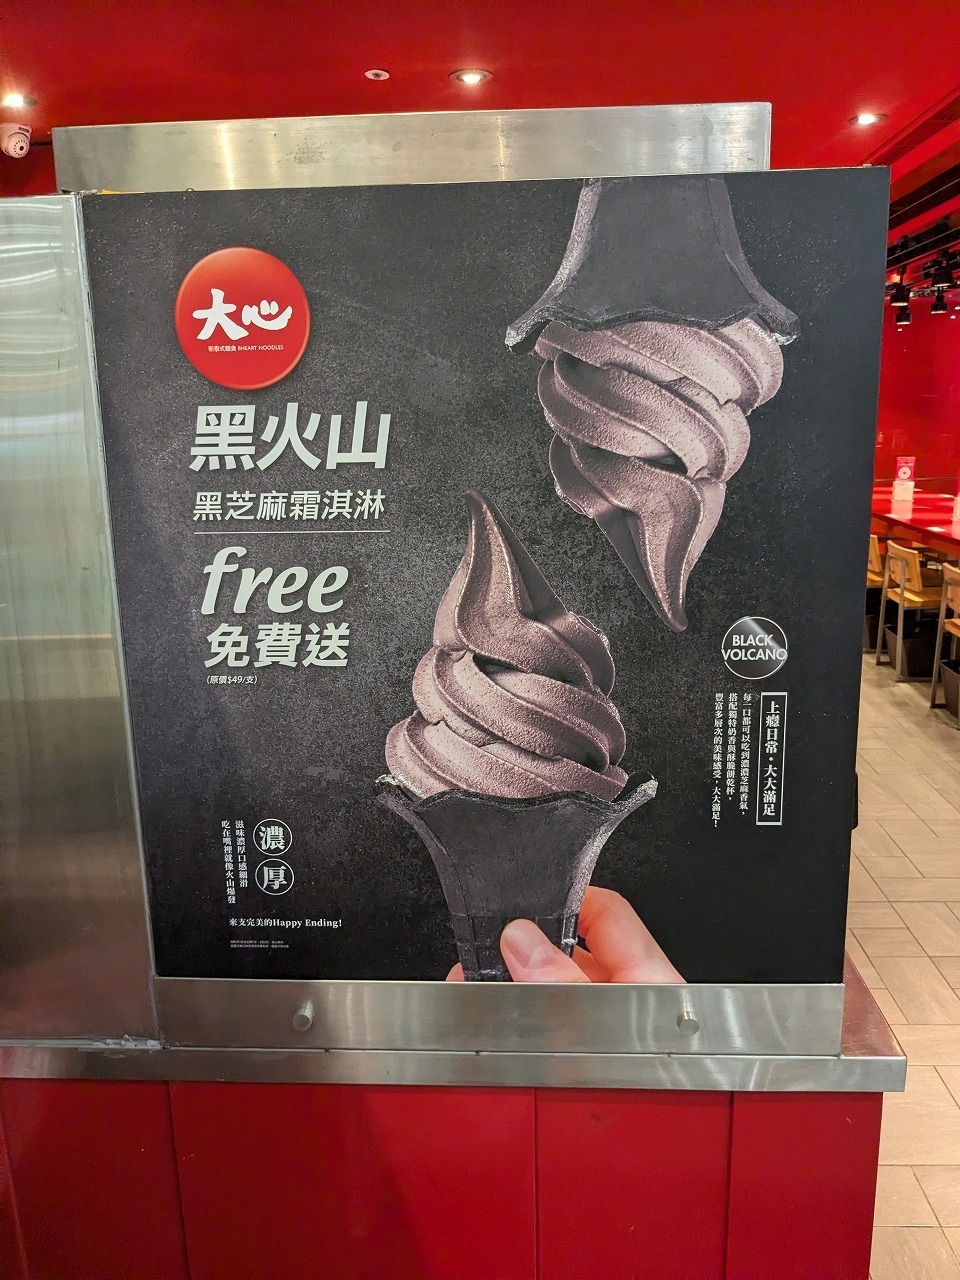 大心
新泰式麵食 BHEART NOODLES
黑火山
黑芝麻霜淇淋
free
免費送
(原價$49/支)
BLACK
VOLCANO
上癮日常・大大滿足
每一口都可以吃到濃濃芝麻香氣,
搭配獨特奶香與酥脆餅乾杯,
豐富多層次的美味感受,大大滿足!
濃
厚
滋味濃厚口感細滑
吃在嘴裡就像火山爆發
來支完美的Happy Ending!